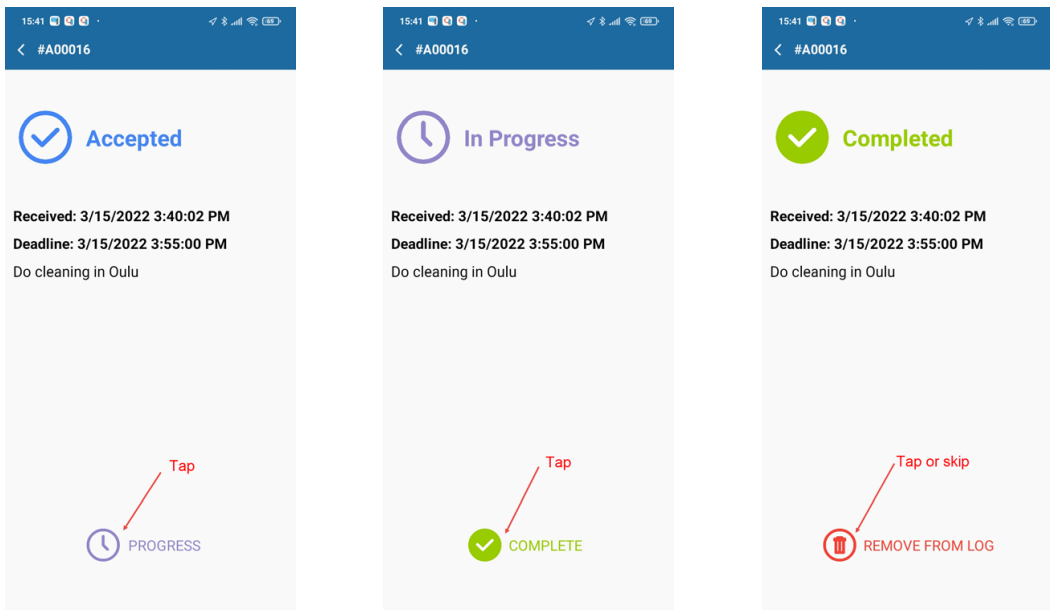 15:41
69
#A00016
Accepted
Received: 3/15/2022 3:40:02 PM
Deadline: 3/15/2022 3:55:00 PM
Do cleaning in Oulu
Tap
PROGRESS
15:41
69
#A00016
In Progress
Received: 3/15/2022 3:40:02 PM
Deadline: 3/15/2022 3:55:00 PM
Do cleaning in Oulu
Tap
COMPLETE
15:41
69
#A00016
Completed
Received: 3/15/2022 3:40:02 PM
Deadline: 3/15/2022 3:55:00 PM
Do cleaning in Oulu
Tap or skip
REMOVE FROM LOG